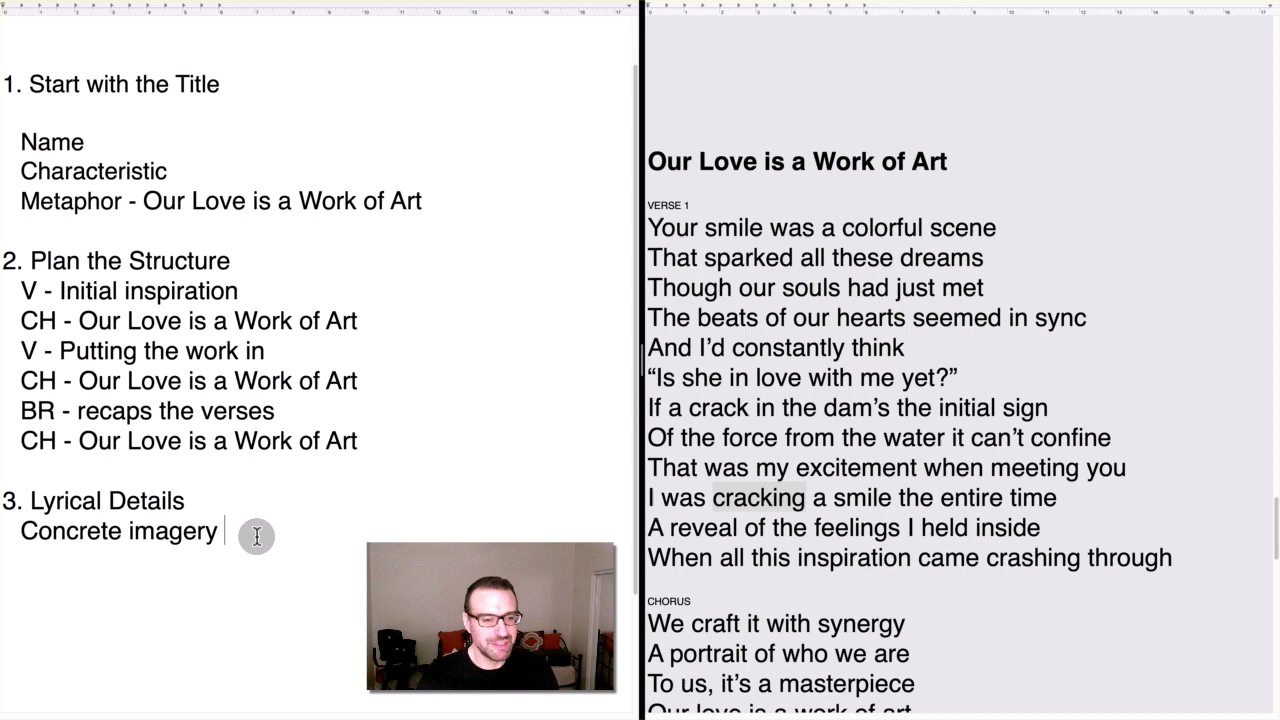 1. Start with the Title
Name
Characteristic
Metaphor - Our Love is a Work of Art
2. Plan the Structure
V - Initial inspiration
CH - Our Love is a Work of Art
V - Putting the work in
CH - Our Love is a Work of Art
BR - recaps the verses
CH - Our Love is a Work of Art
3. Lyrical Details
Concrete imagery
Our Love is a Work of Art
VERSE 1
Your smile was a colorful scene
That sparked all these dreams
Though our souls had just met
The beats of our hearts seemed in sync
And I’d constantly think
“Is she in love with me yet?”
If a crack in the dam’s the initial sign
Of the force from the water it can’t confine
That was my excitement when meeting you
I was cracking a smile the entire time
A reveal of the feelings I held inside
When all this inspiration came crashing through
CHORUS
We craft it with synergy
A portrait of who we are
To us, it’s a masterpiece
Our love is a work of art